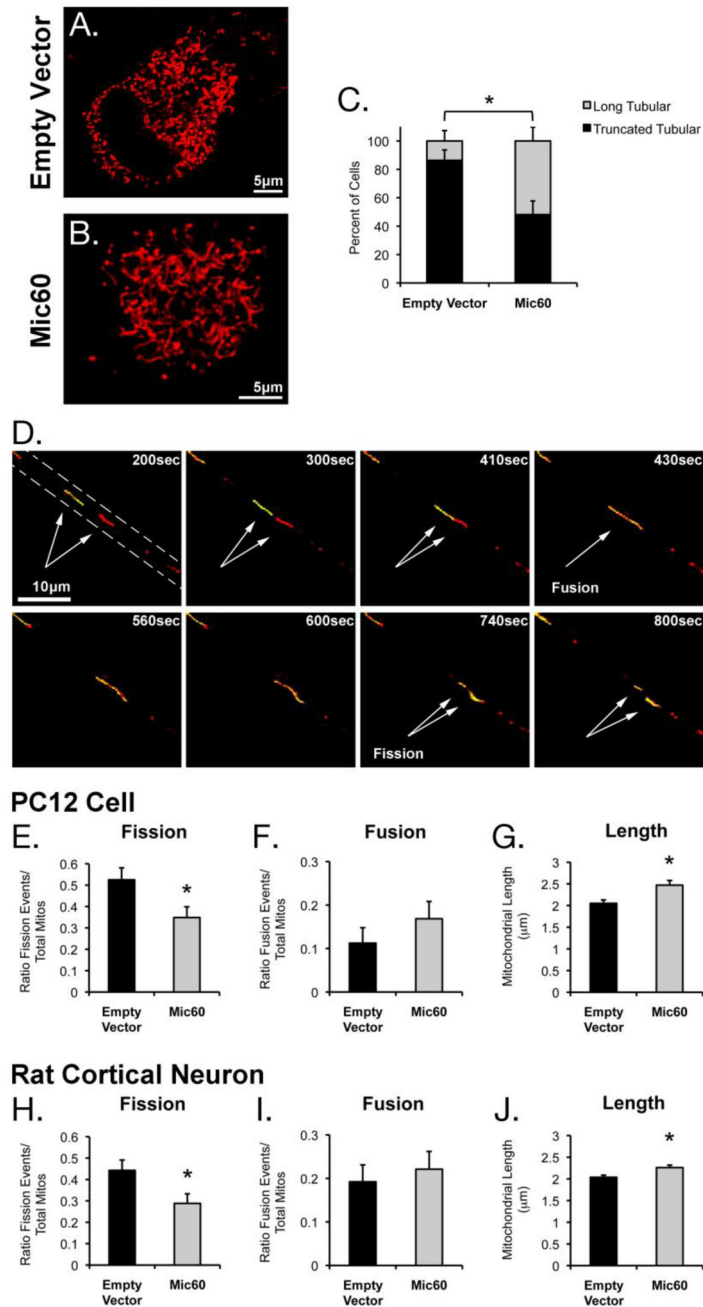 A.
Empty Vector
5µm
B.
Mic60
5µm
C.
*
Long Tubular
Truncated Tubular
Percent of Cells
100
80
60
40
20
0
Empty Vector
Mic60
D.
200sec
300sec
410sec
430sec
10µm
Fusion
560sec
600sec
740sec
800sec
Fission
PC12 Cell
E.
Fission
Ratio Fission Events/
Total Mitos
0.6
0.5
0.4
0.3
0.2
0.1
0
*
Empty
Vector
Mic60
F.
Fusion
Ratio Fusion Events/
Total Mitos
0.3
0.2
0.1
0
Empty
Vector
Mic60
G.
Length
Mitochondrial Length
(µm)
3
2.5
2
1.5
1
0.5
0
*
Empty
Vector
Mic60
Rat Cortical Neuron
H.
Fission
Ratio Fission Events/
Total Mitos
0.6
0.5
0.4
0.3
0.2
0.1
0
*
Empty
Vector
Mic60
I.
Fusion
Ratio Fusion Events/
Total Mitos
0.3
0.2
0.1
0
Empty
Vector
Mic60
J.
Length
Mitochondrial Length
(µm)
3
2.5
2
1.5
1
0.5
0
*
Empty
Vector
Mic60